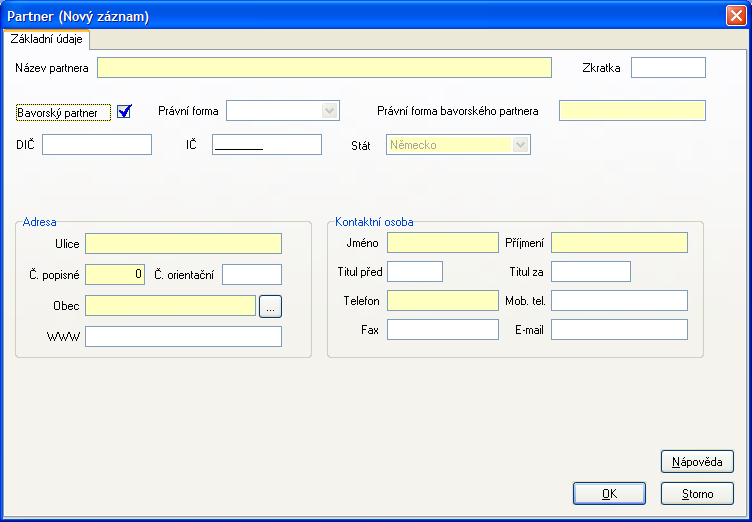 Partner (Nový záznam)
Základní údaje
Název partnera Zkratka
Bavorský partner Právní forma Právní forma bavorského partnera
DIČ IČ _______ Stát Německo
Adresa Kontaktní osoba
Ulice Jméno Příjmení
Č. popisné 0 Č. orientační Titul před Titul za
Obec ... Telefon Mob. tel.
WWW Fax E-mail
Nápověda
OK Storno